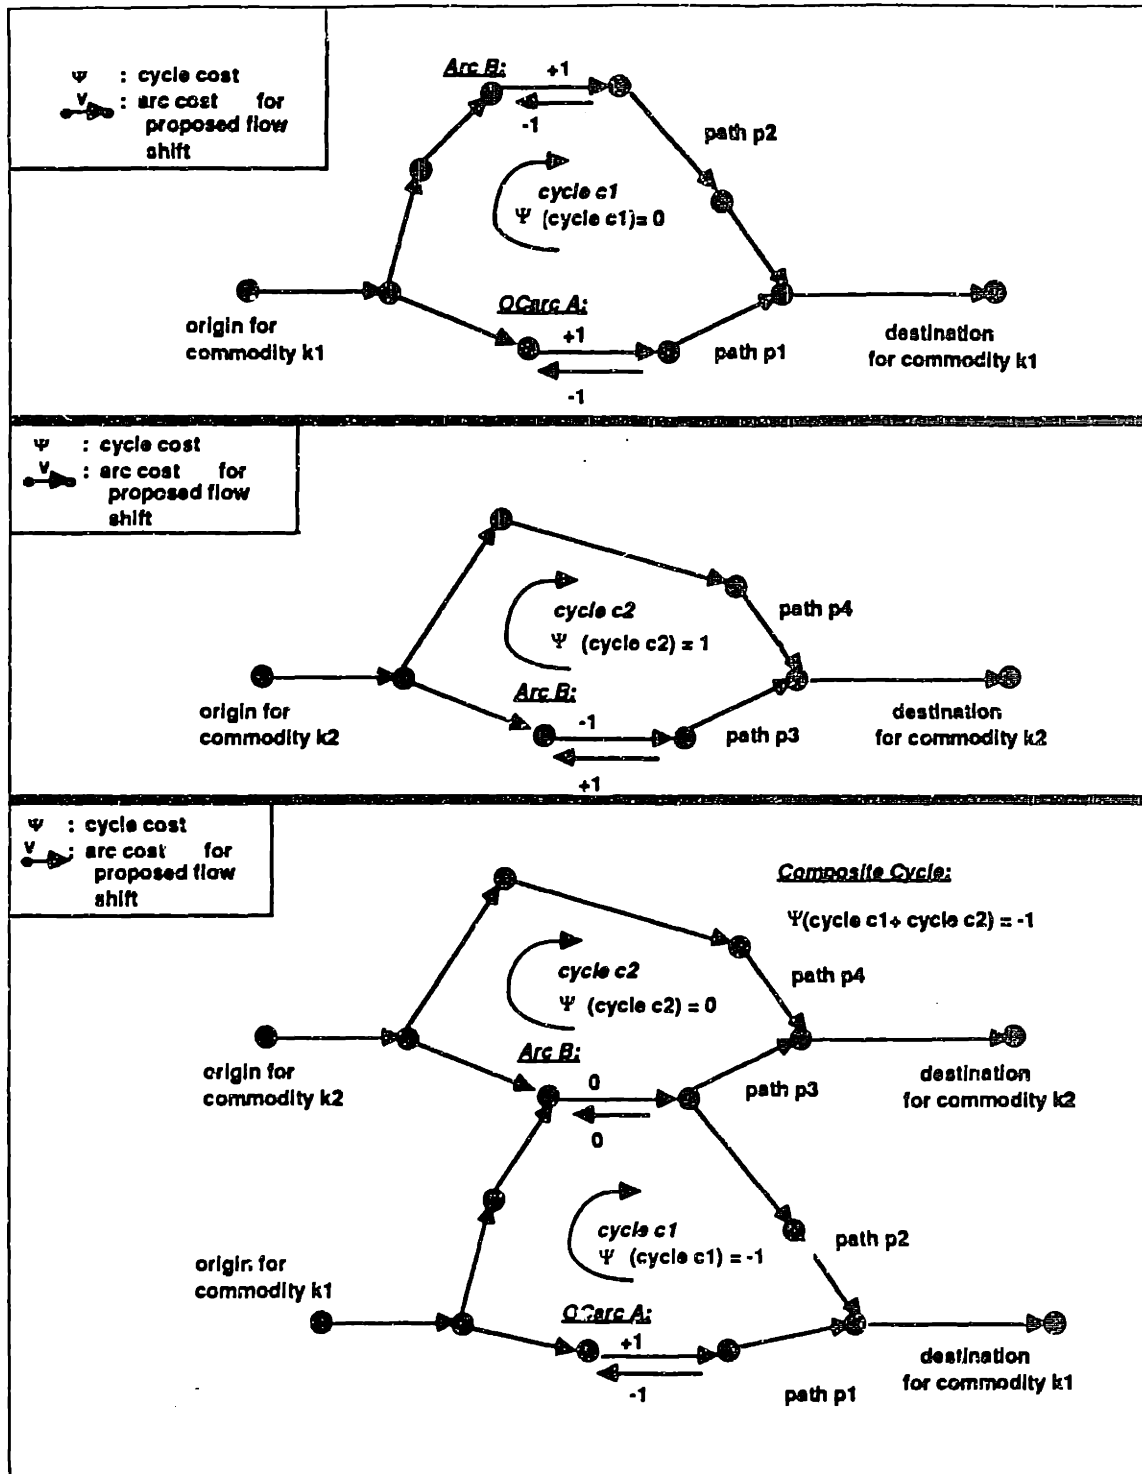 Ψ : cycle cost
V : arc cost for
proposed flow
shift
Arc B:
+1
-1
path p2
cycle c1
Ψ (cycle c1)= 0
OCarc A:
+1
-1
origin for
commodity k1
path p1
destination
for commodity k1
Ψ : cycle cost
V : arc cost for
proposed flow
shift
cycle c2
Ψ (cycle c2) = 1
path p4
Arc B:
-1
+1
origin for
commodity k2
path p3
destination
for commodity k2
Ψ : cycle cost
V : arc cost for
proposed flow
shift
Composite Cycle:
Ψ(cycle c1+ cycle c2) = -1
cycle c2
Ψ (cycle c2) = 0
path p4
Arc B:
0
0
origin for
commodity k2
path p3
destination
for commodity k2
cycle c1
Ψ (cycle c1) = -1
path p2
origin for
commodity k1
OCarc A:
+1
-1
path p1
destination
for commodity k1